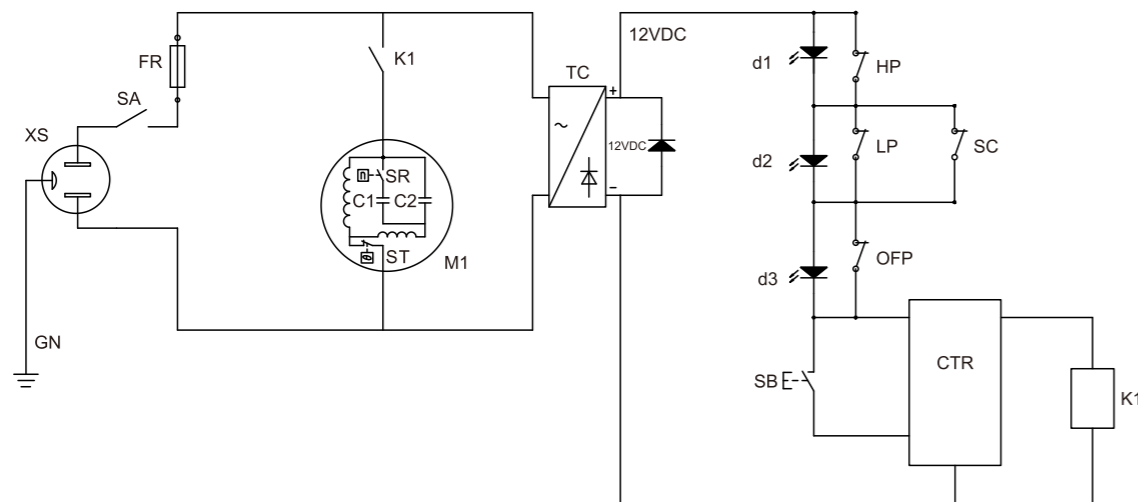 XS
SA
FR
GN
K1
SR
C1
C2
ST
M1
TC
~
+
−
12VDC
12VDC
d1
HP
d2
LP
SC
d3
OFP
SB
CTR
K1